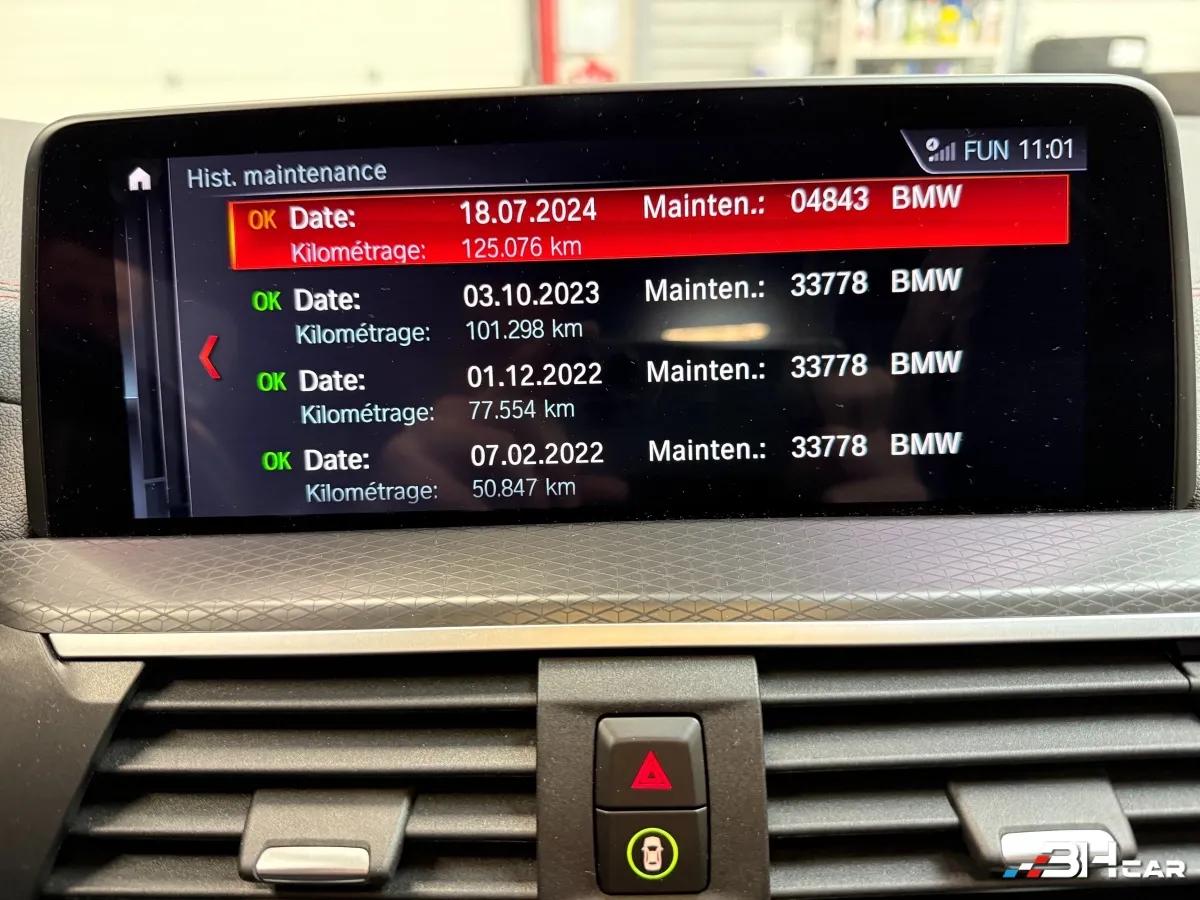 Hist. maintenance
FUN 11:01
OK Date: 18.07.2024 Mainten.: 04843 BMW
Kilométrage: 125.076 km
OK Date: 03.10.2023 Mainten.: 33778 BMW
Kilométrage: 101.298 km
OK Date: 01.12.2022 Mainten.: 33778 BMW
Kilométrage: 77.554 km
OK Date: 07.02.2022 Mainten.: 33778 BMW
Kilométrage: 50.847 km
BHCAR